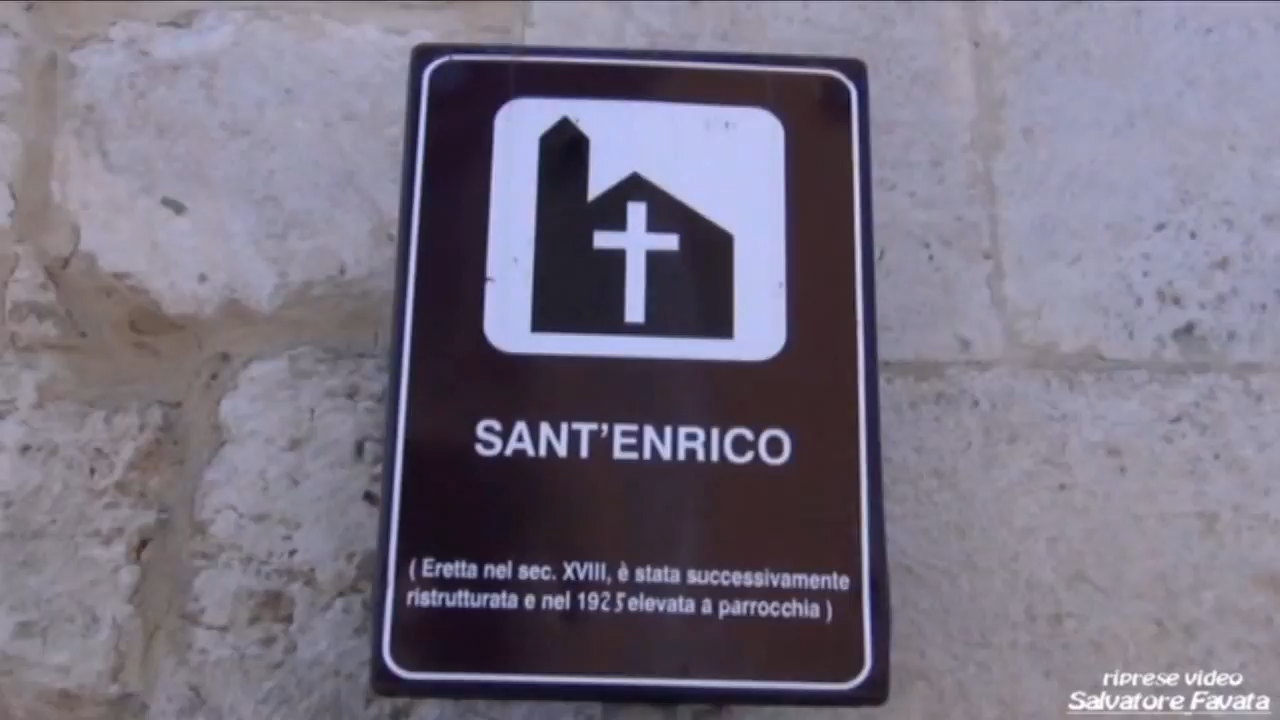 SANT'ENRICO
( Eretta nel sec. XVIII, è stata successivamente
ristrutturata e nel 1925 elevata a parrocchia )
riprese video
Salvatore Favata